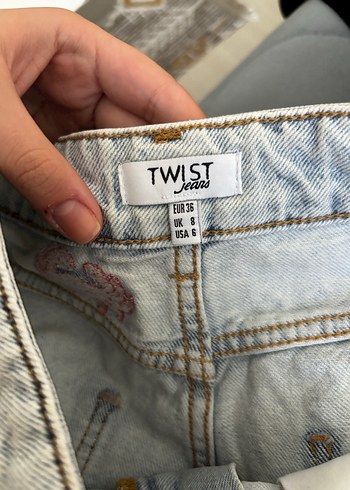 TWIST
jeans
EUR 36
UK 8
USA 6